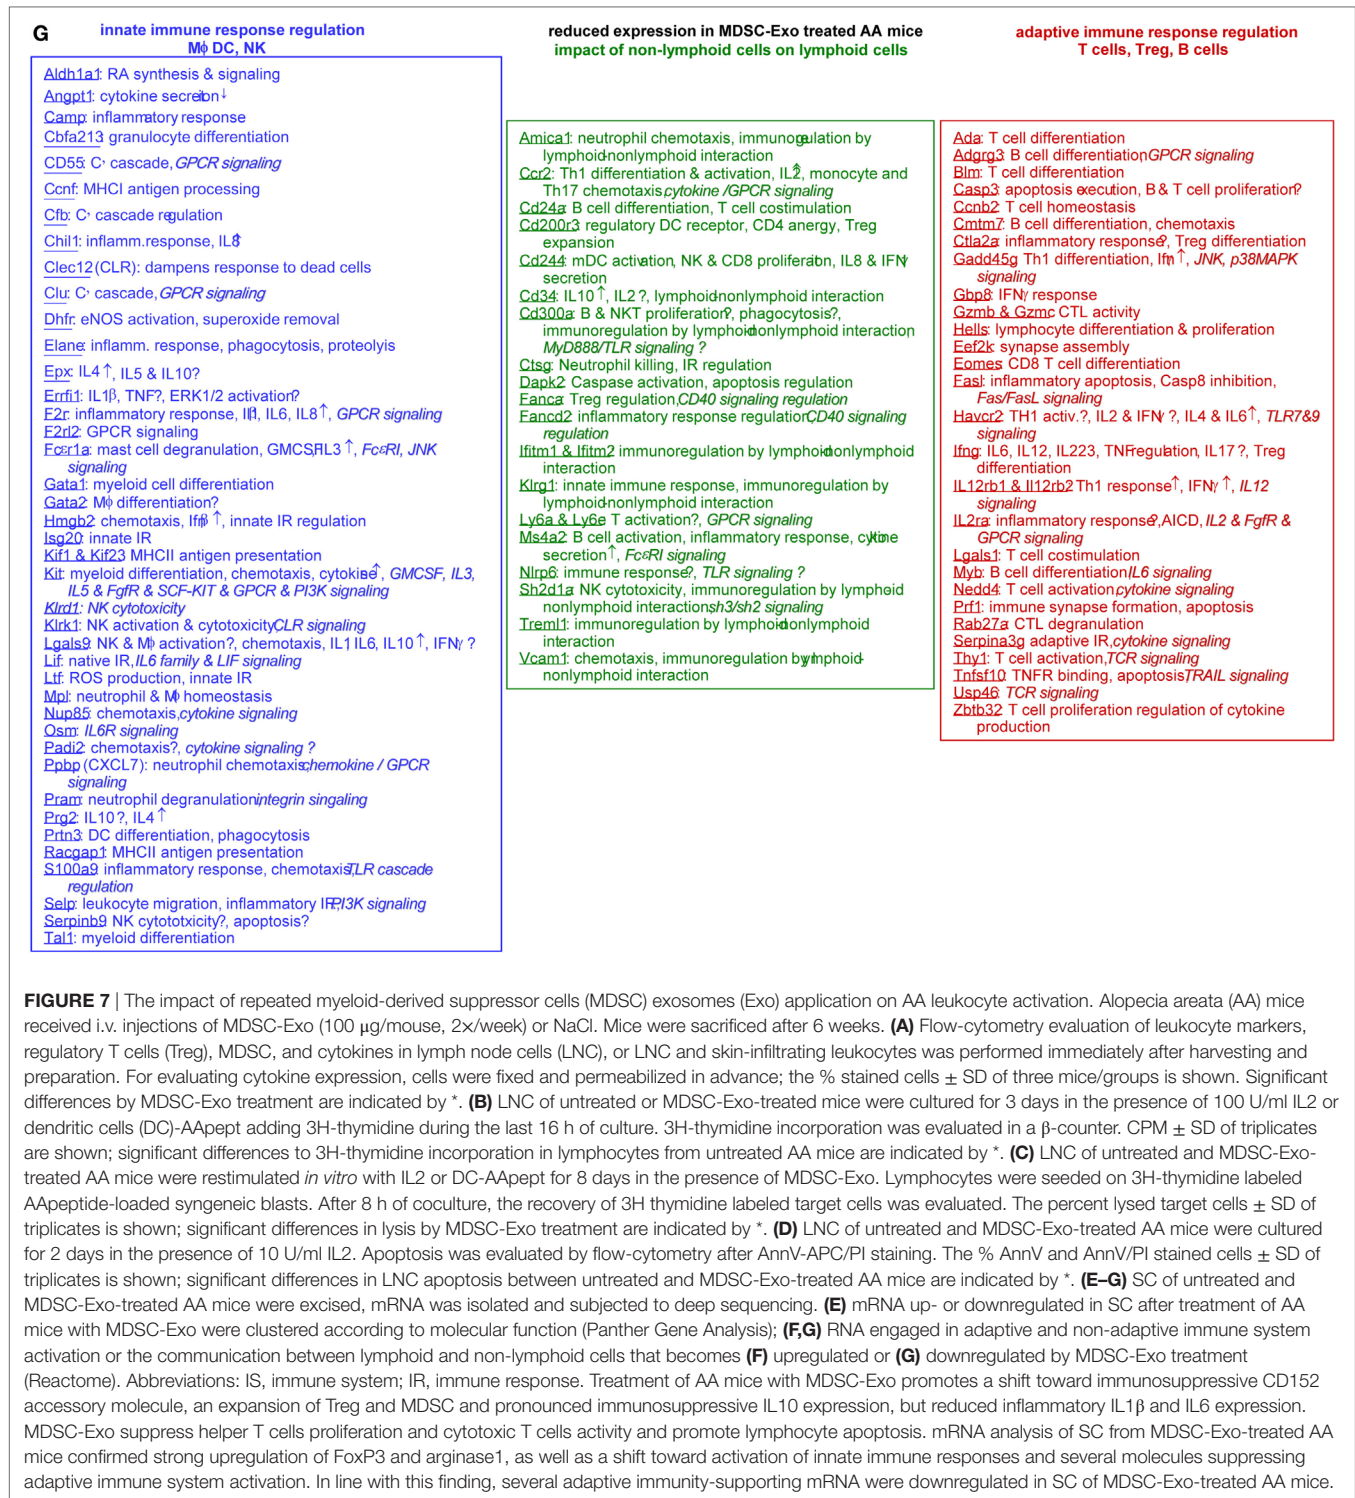 G
innate immune response regulation
Mϕ DC, NK
Aldh1a1: RA synthesis & signaling
Angpt1: cytokine secretion↓
Camp: inflammatory response
Cbfa213: granulocyte differentiation
CD55: C' cascade, GPCR signaling
Ccnf: MHCI antigen processing
Cfb: C' cascade regulation
Chil1: inflamm.response, IL8↑
Clec12 (CLR): dampens response to dead cells
Clu: C' cascade, GPCR signaling
Dhfr: eNOS activation, superoxide removal
Elane: inflamm. response, phagocytosis, proteolyis
Epx: IL4↑, IL5 & IL10?
Errfi1: IL1β, TNF?, ERK1/2 activation?
F2r: inflammatory response, Ifβ, IL6, IL8↑, GPCR signaling
F2rl2: GPCR signaling
Fcεr1a: mast cell degranulation, GMCSF, IL3 ↑, FcεRI, JNK
signaling
Gata1: myeloid cell differentiation
Gata2: Mϕ differentiation?
Hmgb2: chemotaxis, Ifnβ ↑, innate IR regulation
Isg20: innate IR
Kif1 & Kif23: MHCII antigen presentation
Kit: myeloid differentiation, chemotaxis, cytokine↑, GMCSF, IL3,
IL5 & FgfR & SCF-KIT & GPCR & PI3K signaling
Klrd1: NK cytotoxicity
Klrk1: NK activation & cytotoxicity, CLR signaling
Lgals9: NK & Mϕ activation?, chemotaxis, IL1, IL6, IL10↑, IFNγ ?
Lif: native IR, IL6 family & LIF signaling
Ltf: ROS production, innate IR
Mpl: neutrophil & Mϕ homeostasis
Nup85: chemotaxis, cytokine signaling
Osm: IL6R signaling
Padi2: chemotaxis?, cytokine signaling ?
Ppbp (CXCL7): neutrophil chemotaxis, chemokine / GPCR
signaling
Pram: neutrophil degranulation, integrin singaling
Prg2: IL10?, IL4↑
Prtn3: DC differentiation, phagocytosis
Racgap1: MHCII antigen presentation
S100a9: inflammatory response, chemotaxis, TLR cascade
regulation
Selp: leukocyte migration, inflammatory IR, PI3K signaling
Serpinb9: NK cytototxicity?, apoptosis?
Tal1: myeloid differentiation
reduced expression in MDSC-Exo treated AA mice
impact of non-lymphoid cells on lymphoid cells
Amica1: neutrophil chemotaxis, immunoregulation by
lymphoid-nonlymphoid interaction
Ccr2: Th1 differentiation & activation, IL2↑, monocyte and
Th17 chemotaxis, cytokine /GPCR signaling
Cd24a: B cell differentiation, T cell costimulation
Cd200r3: regulatory DC receptor, CD4 anergy, Treg
expansion
Cd244: mDC activation, NK & CD8 proliferation, IL8 & IFNγ
secretion
Cd34: IL10↑, IL2?, lymphoid-nonlymphoid interaction
Cd300a: B & NKT proliferation?, phagocytosis?,
immunoregulation by lymphoid-nonlymphoid interaction,
MyD888/TLR signaling ?
Ctsg: Neutrophil killing, IR regulation
Dapk2: Caspase activation, apoptosis regulation
Fanca: Treg regulation, CD40 signaling regulation
Fancd2: inflammatory response regulation, CD40 signaling
regulation
Ifitm1 & Ifitm2: immunoregulation by lymphoid-nonlymphoid
interaction
Klrg1: innate immune response, immunoregulation by
lymphoid-nonlymphoid interaction
Ly6a & Ly6e: T activation?, GPCR signaling
Ms4a2: B cell activation, inflammatory response, cytokine
secretion↑, FcεRI signaling
Nlrp6: immune response?, TLR signaling ?
Sh2d1a: NK cytotoxicity, immunoregulation by lymphoid-
nonlymphoid interactions, sh3/sh2 signaling
Treml1: immunoregulation by lymphoid-nonlymphoid
interaction
Vcam1: chemotaxis, immunoregulation by lymphoid-
nonlymphoid interaction
adaptive immune response regulation
T cells, Treg, B cells
Ada: T cell differentiation
Adgrg3: B cell differentiation, GPCR signaling
Blm: T cell differentiation
Casp3: apoptosis execution, B & T cell proliferation?
Ccnb2: T cell homeostasis
Cmtm7: B cell differentiation, chemotaxis
Ctla2a: inflammatory response?, Treg differentiation
Gadd45g: Th1 differentiation, Ifnγ↑, JNK, p38MAPK
signaling
Gbp8: IFNγ response
Gzmb & Gzmc: CTL activity
Hells: lymphocyte differentiation & proliferation
Eef2k: synapse assembly
Eomes: CD8 T cell differentiation
Fasl: inflammatory apoptosis, Casp8 inhibition,
Fas/FasL signaling
Havcr2: TH1 activ.?, IL2 & IFNγ ?, IL4 & IL6↑, TLR7&9
signaling
Ifng: IL6, IL12, IL223, TNFregulation, IL17 ?, Treg
differentiation
IL12rb1 & Il12rb2: Th1 response↑, IFNγ ↑, IL12
signaling
IL2ra: inflammatory response?, AICD, IL2 & FgfR &
GPCR signaling
Lgals1: T cell costimulation
Myb: B cell differentiation, IL6 signaling
Nedd4: T cell activation, cytokine signaling
Prf1: immune synapse formation, apoptosis
Rab27a: CTL degranulation
Serpina3g: adaptive IR, cytokine signaling
Thy1: T cell activation, TCR signaling
Tnfsf10: TNFR binding, apoptosis, TRAIL signaling
Usp46: TCR signaling
Zbtb32: T cell proliferation regulation of cytokine
production
FIGURE 7 | The impact of repeated myeloid-derived suppressor cells (MDSC) exosomes (Exo) application on AA leukocyte activation. Alopecia areata (AA) mice
received i.v. injections of MDSC-Exo (100 µg/mouse, 2×/week) or NaCl. Mice were sacrificed after 6 weeks. (A) Flow-cytometry evaluation of leukocyte markers,
regulatory T cells (Treg), MDSC, and cytokines in lymph node cells (LNC), or LNC and skin-infiltrating leukocytes was performed immediately after harvesting and
preparation. For evaluating cytokine expression, cells were fixed and permeabilized in advance; the % stained cells ± SD of three mice/groups is shown. Significant
differences by MDSC-Exo treatment are indicated by *. (B) LNC of untreated or MDSC-Exo-treated mice were cultured for 3 days in the presence of 100 U/ml IL2 or
dendritic cells (DC)-AApept adding 3H-thymidine during the last 16 h of culture. 3H-thymidine incorporation was evaluated in a β-counter. CPM ± SD of triplicates
are shown; significant differences to 3H-thymidine incorporation in lymphocytes from untreated AA mice are indicated by *. (C) LNC of untreated and MDSC-Exo-
treated AA mice were restimulated in vitro with IL2 or DC-AApept for 8 days in the presence of MDSC-Exo. Lymphocytes were seeded on 3H-thymidine labeled
AApeptide-loaded syngeneic blasts. After 8 h of coculture, the recovery of 3H thymidine labeled target cells was evaluated. The percent lysed target cells ± SD of
triplicates is shown; significant differences in lysis by MDSC-Exo treatment are indicated by *. (D) LNC of untreated and MDSC-Exo-treated AA mice were cultured
for 2 days in the presence of 10 U/ml IL2. Apoptosis was evaluated by flow-cytometry after AnnV-APC/PI staining. The % AnnV and AnnV/PI stained cells ± SD of
triplicates is shown; significant differences in LNC apoptosis between untreated and MDSC-Exo-treated AA mice are indicated by *. (E–G) SC of untreated and
MDSC-Exo-treated AA mice were excised, mRNA was isolated and subjected to deep sequencing. (E) mRNA up- or downregulated in SC after treatment of AA
mice with MDSC-Exo were clustered according to molecular function (Panther Gene Analysis); (F,G) RNA engaged in adaptive and non-adaptive immune system
activation or the communication between lymphoid and non-lymphoid cells that becomes (F) upregulated or (G) downregulated by MDSC-Exo treatment
(Reactome). Abbreviations: IS, immune system; IR, immune response. Treatment of AA mice with MDSC-Exo promotes a shift toward immunosuppressive CD152
accessory molecule, an expansion of Treg and MDSC and pronounced immunosuppressive IL10 expression, but reduced inflammatory IL1β and IL6 expression.
MDSC-Exo suppress helper T cells proliferation and cytotoxic T cells activity and promote lymphocyte apoptosis. mRNA analysis of SC from MDSC-Exo-treated AA
mice confirmed strong upregulation of FoxP3 and arginase1, as well as a shift toward activation of innate immune responses and several molecules suppressing
adaptive immune system activation. In line with this finding, several adaptive immunity-supporting mRNA were downregulated in SC of MDSC-Exo-treated AA mice.